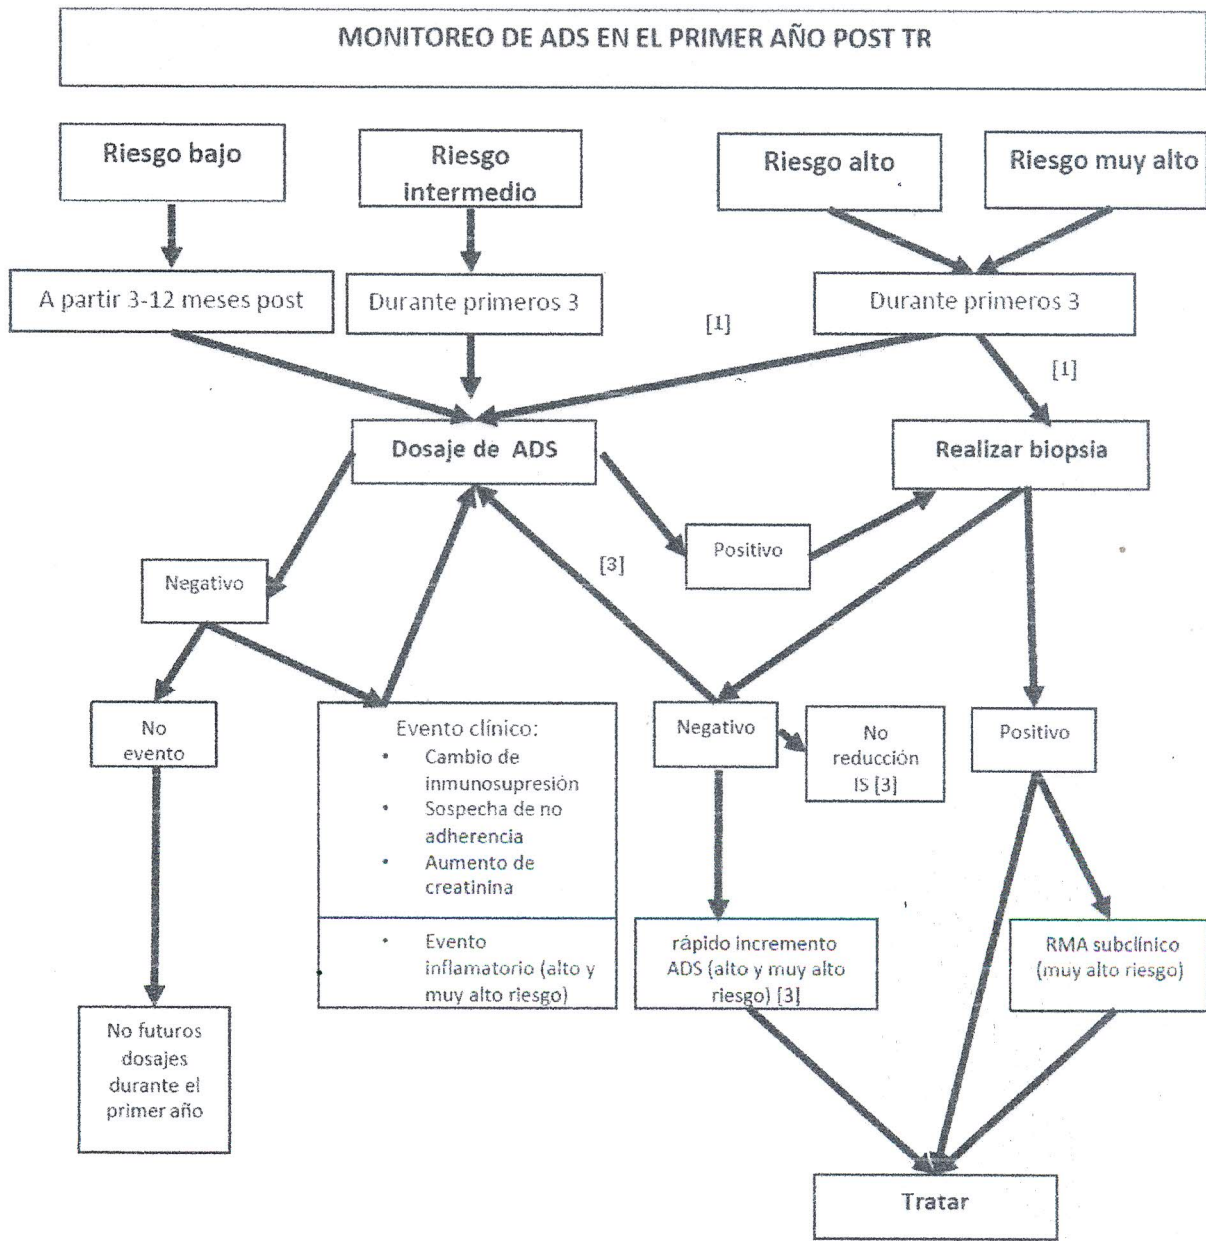 MONITOREO DE ADS EN EL PRIMER AÑO POST TR
Riesgo bajo
Riesgo
intermedio
Riesgo alto
Riesgo muy alto
A partir 3-12 meses post
Durante primeros 3
Durante primeros 3
[1]
[1]
Dosaje de ADS
Realizar biopsia
Positivo
[3]
Negativo
No
evento
Evento clínico:
• Cambio de
inmunosupresión
• Sospecha de no
adherencia
• Aumento de
creatinina
• Evento
inflamatorio (alto y
muy alto riesgo)
Negativo
No
reducción
IS [3]
Positivo
rápido incremento
ADS (alto y muy alto
riesgo) [3]
RMA subclínico
(muy alto riesgo)
No futuros
dosajes
durante el
primer año
Tratar